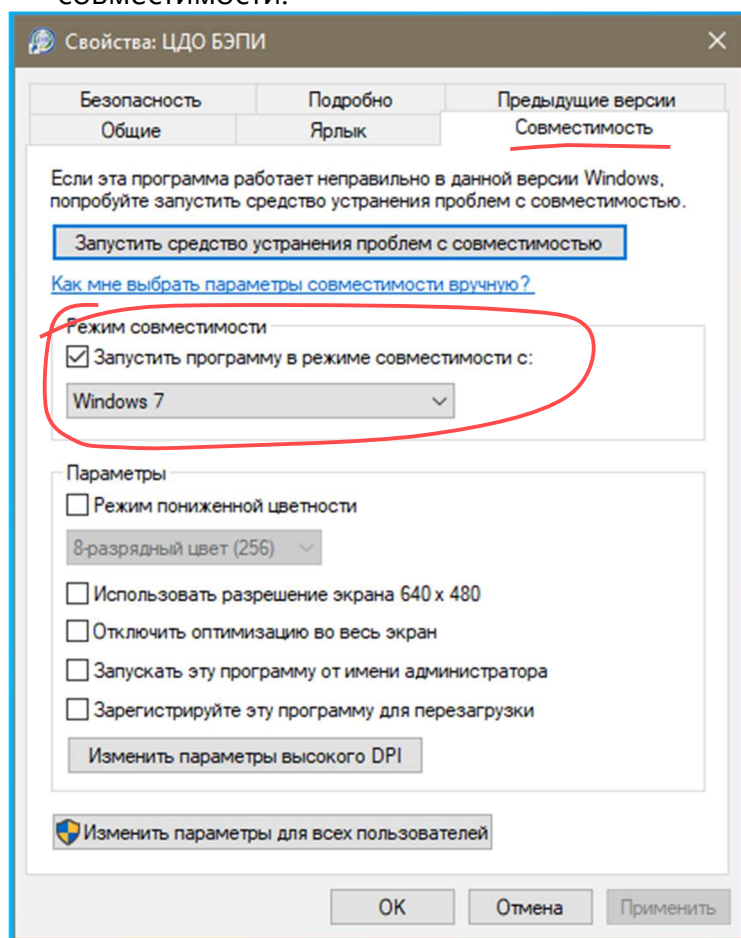 совместимости.
Свойства: ЦДО БЭПИ
Безопасность Подробно Предыдущие версии
Общие Ярлык Совместимость
Если эта программа работает неправильно в данной версии Windows,
попробуйте запустить средство устранения проблем с совместимостью.
Запустить средство устранения проблем с совместимостью
Как мне выбрать параметры совместимости вручную?
Режим совместимости
Запустить программу в режиме совместимости с:
Windows 7
Параметры
Режим пониженной цветности
8-разрядный цвет (256)
Использовать разрешение экрана 640 x 480
Отключить оптимизацию во весь экран
Запускать эту программу от имени администратора
Зарегистрируйте эту программу для перезагрузки
Изменить параметры высокого DPI
Изменить параметры для всех пользователей
OK Отмена Применить